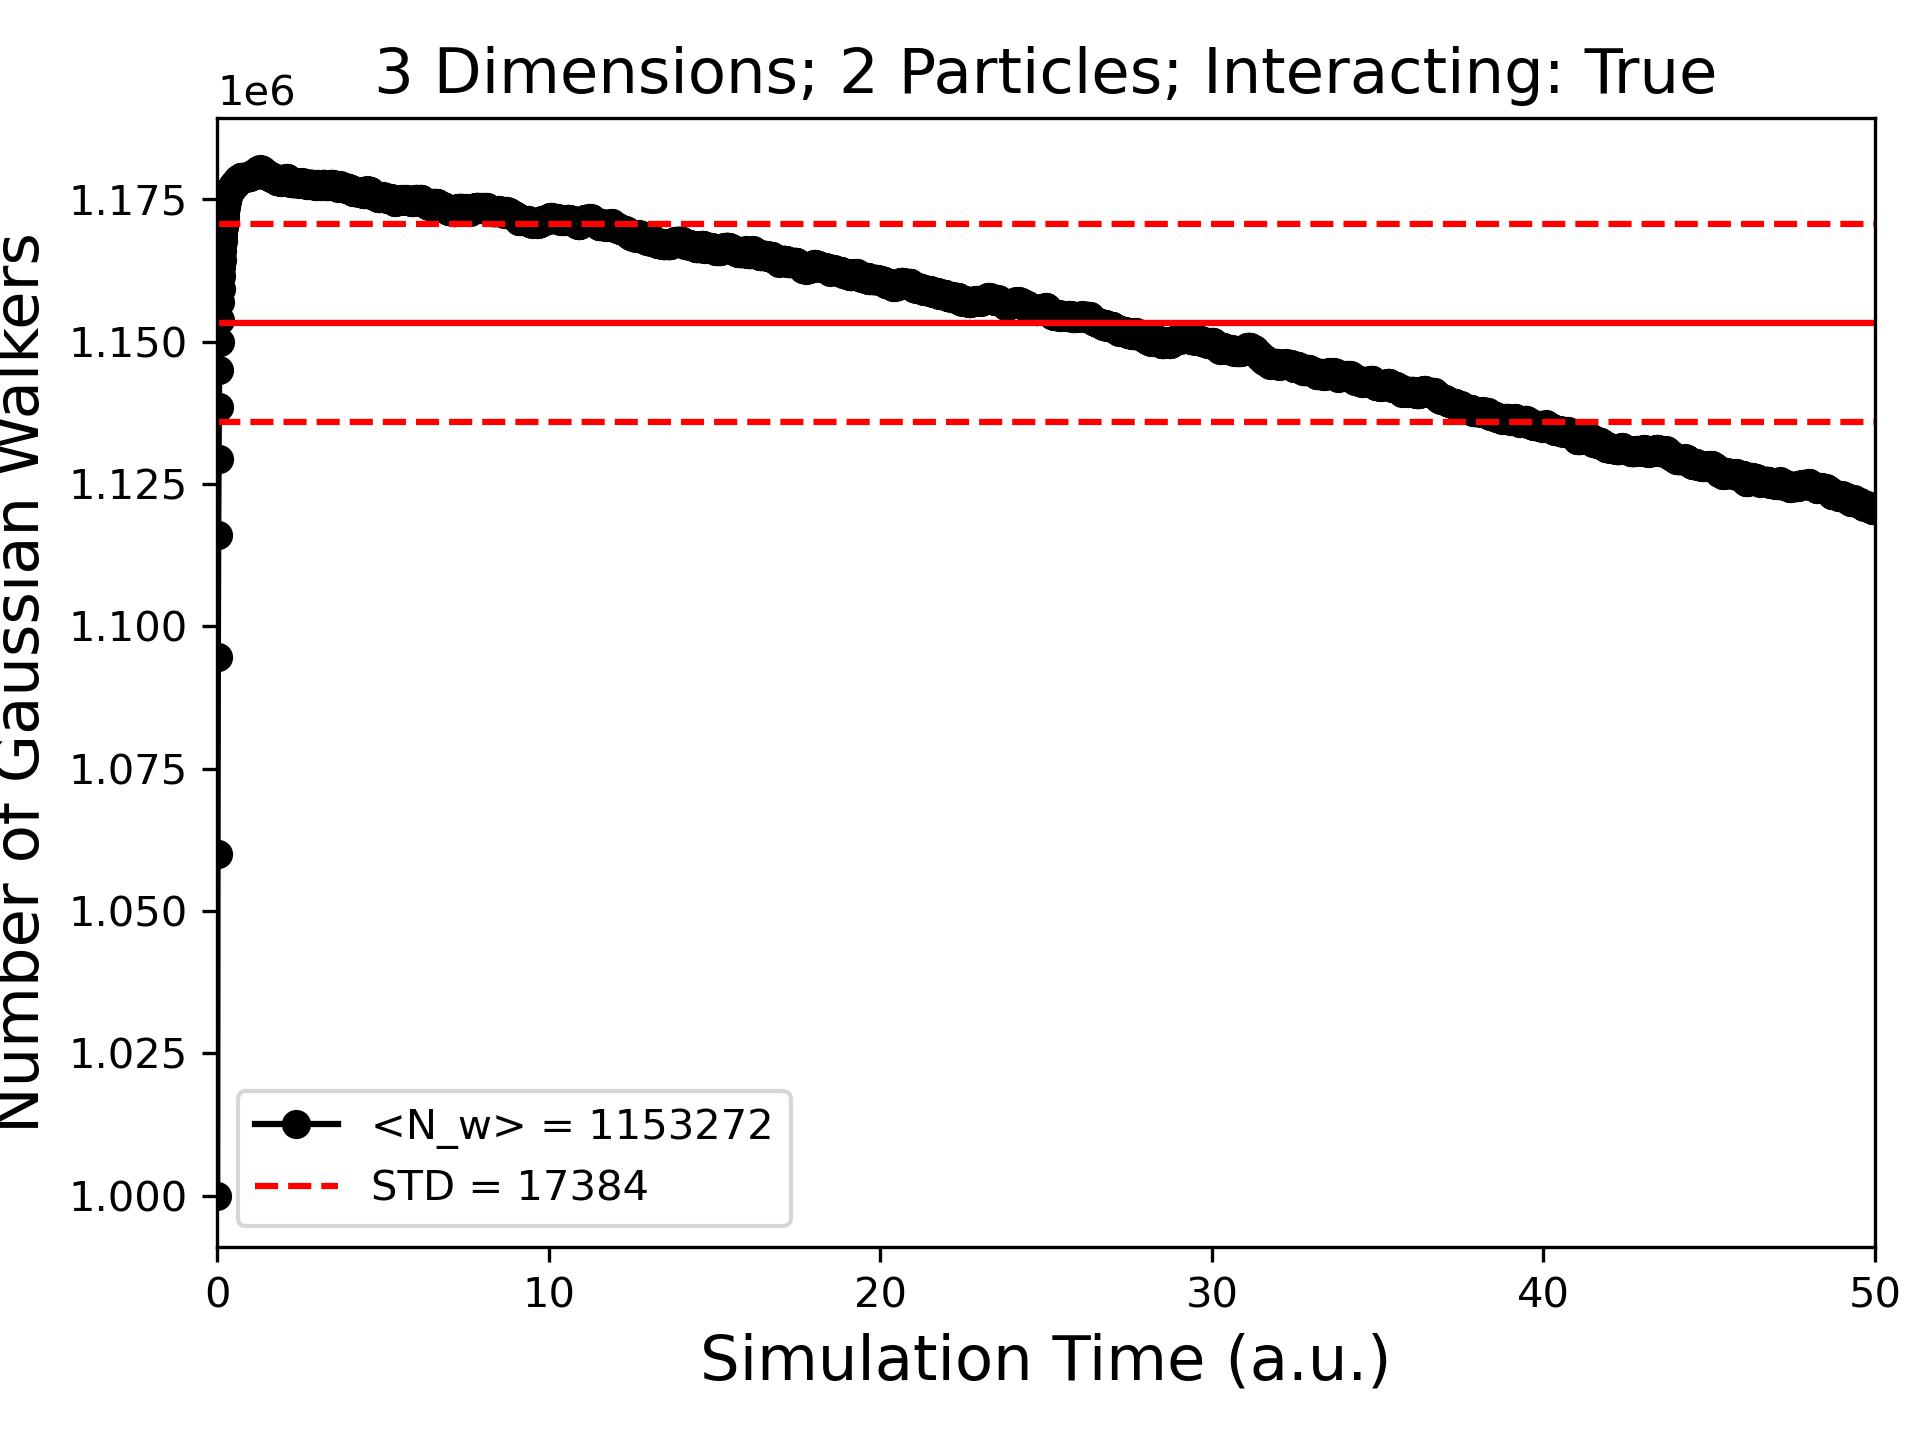 3 Dimensions; 2 Particles; Interacting: True
1e6
Number of Gaussian Walkers
1.175
1.150
1.125
1.100
1.075
1.050
1.025
1.000
<N_w> = 1153272
STD = 17384
0 10 20 30 40 50
Simulation Time (a.u.)